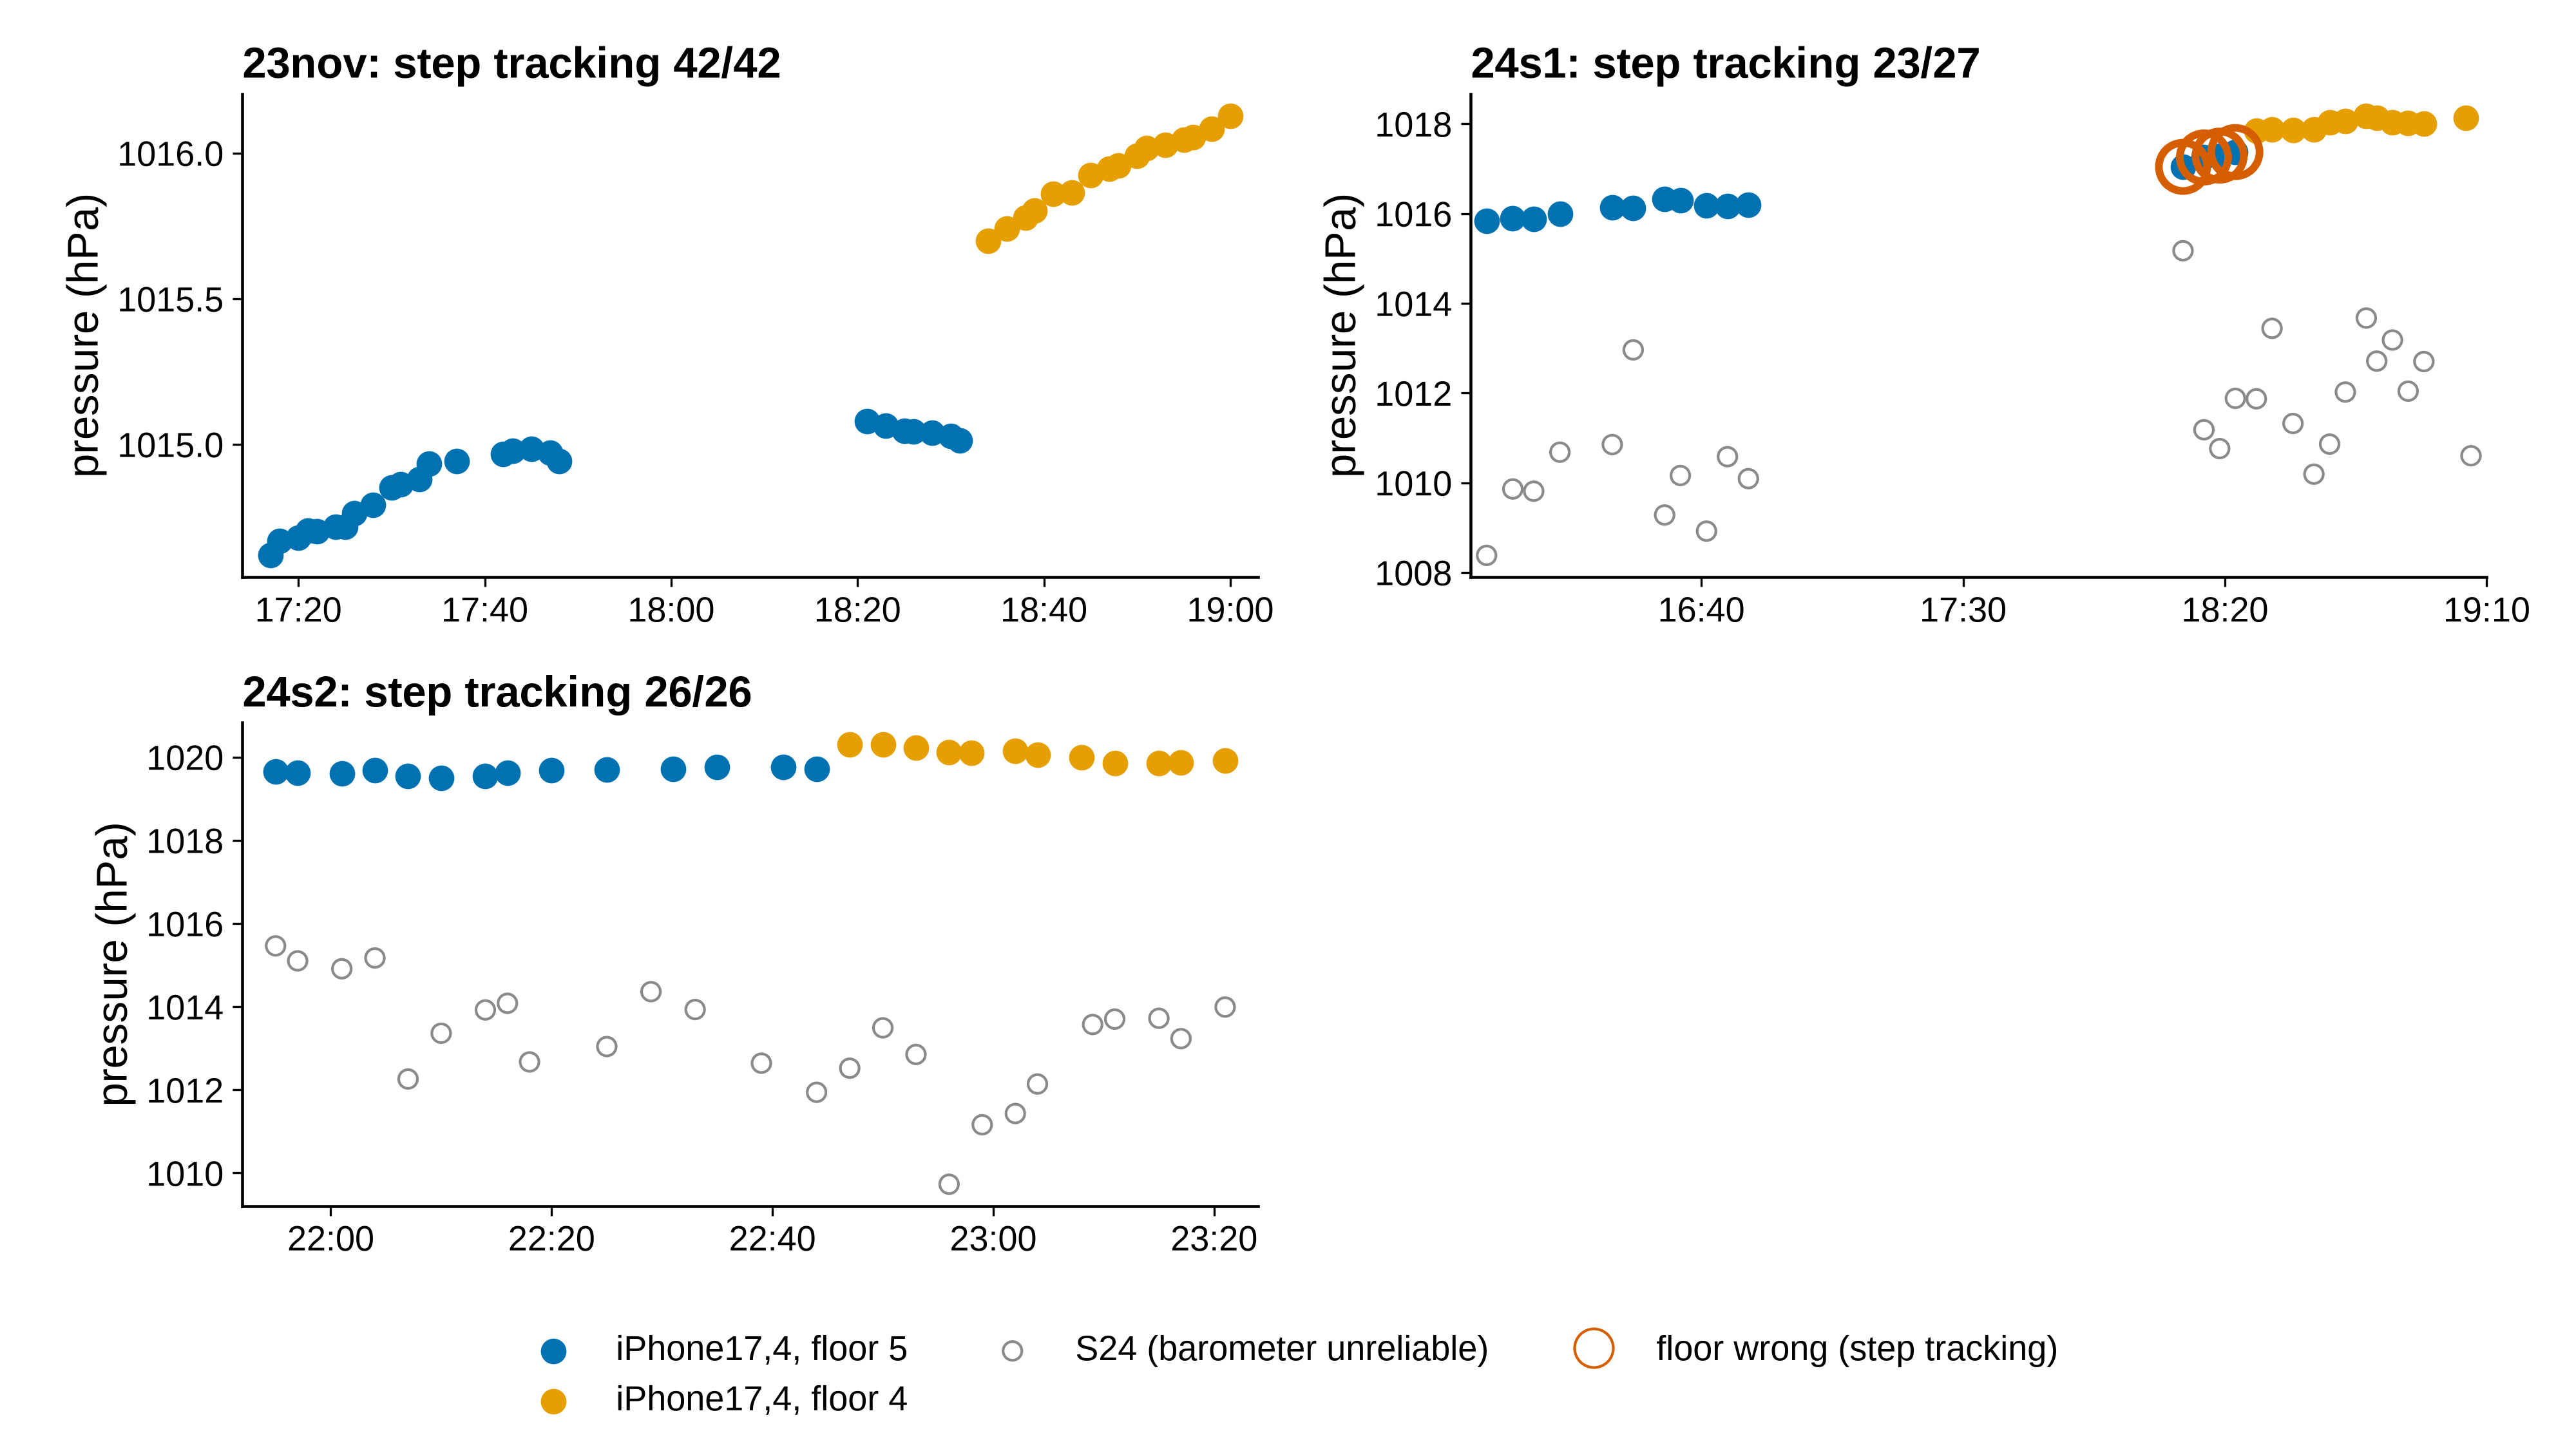 23nov: step tracking 42/42
pressure (hPa)
1016.0
1015.5
1015.0
17:20 17:40 18:00 18:20 18:40 19:00
24s1: step tracking 23/27
pressure (hPa)
1018
1016
1014
1012
1010
1008
16:40 17:30 18:20 19:10
24s2: step tracking 26/26
pressure (hPa)
1020
1018
1016
1014
1012
1010
22:00 22:20 22:40 23:00 23:20
iPhone17,4, floor 5
iPhone17,4, floor 4
S24 (barometer unreliable)
floor wrong (step tracking)